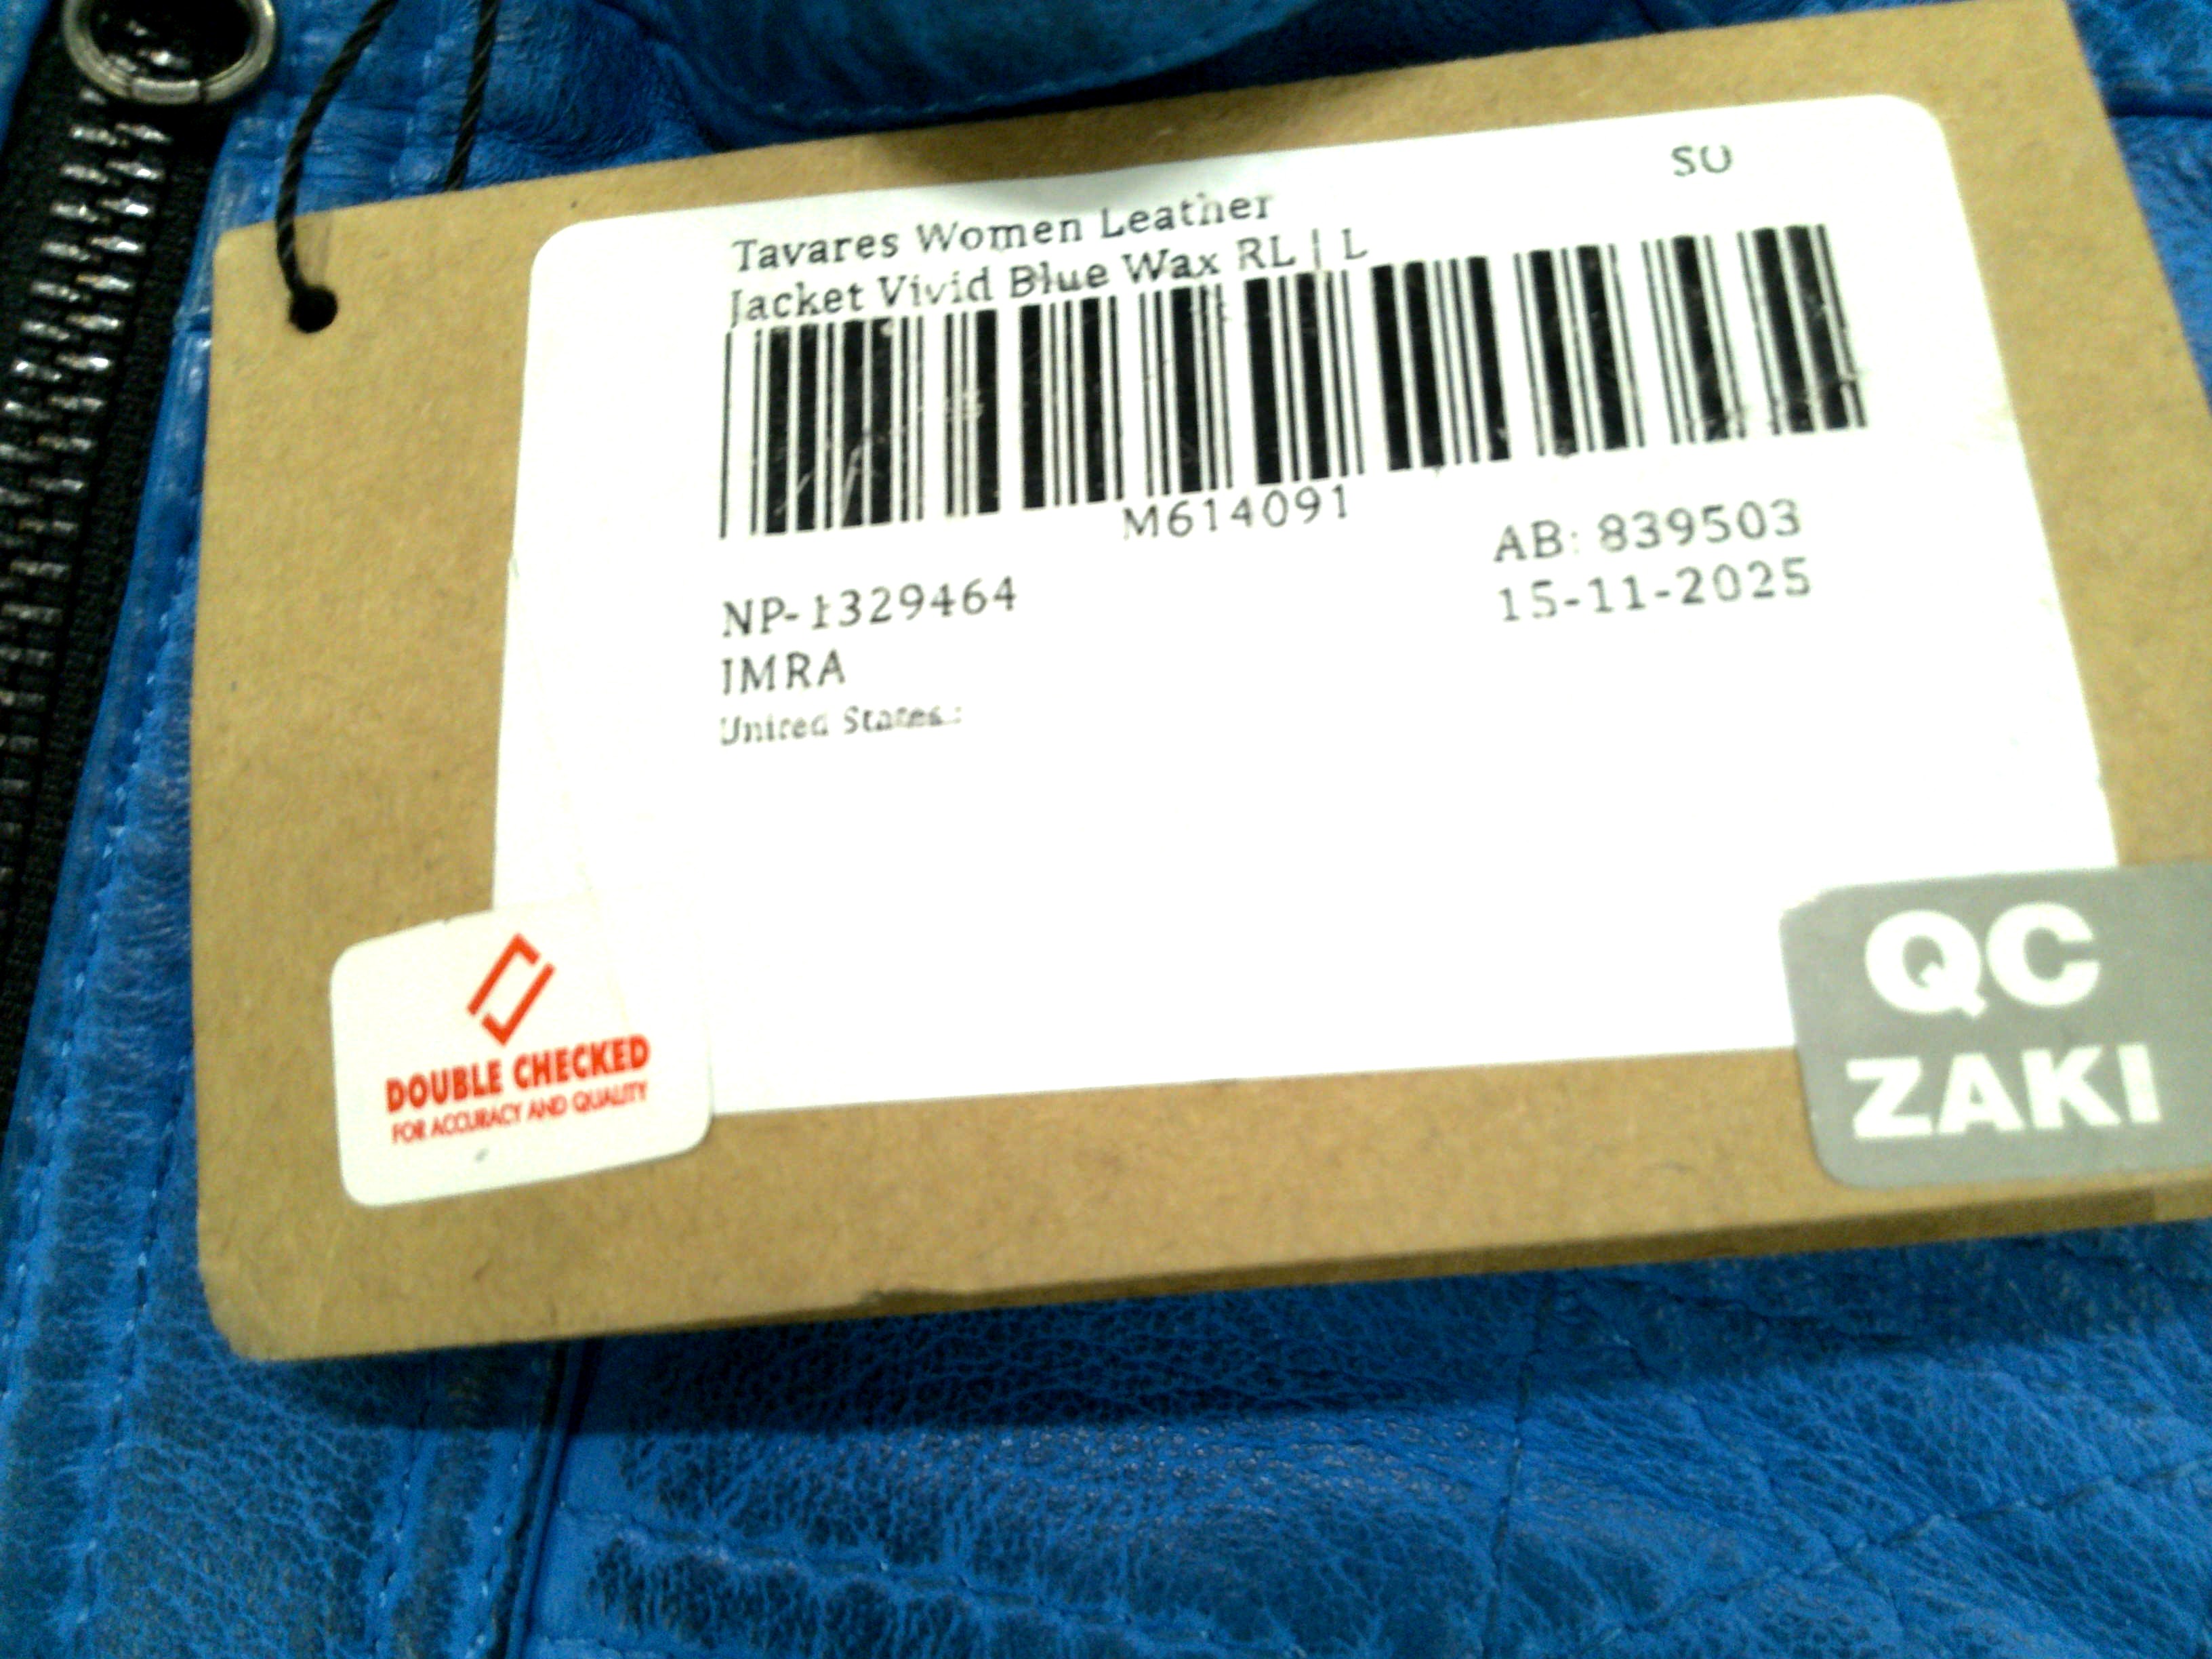 SO
Tavares Women Leather
Jacket Vivid Blue Wax RL | L
M614091
AB: 839503
NP-1329464
15-11-2025
IMRA
United States.:
DOUBLE CHECKED
FOR ACCURACY AND QUALITY
QC
ZAKI